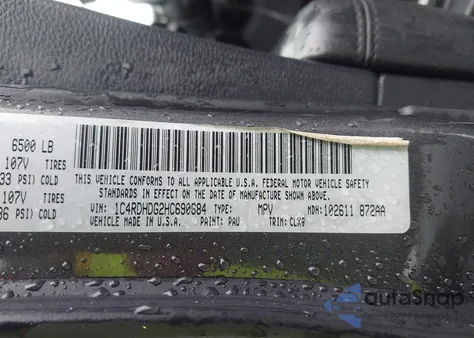 6500 LB
107V TIRES
33 PSI) COLD
107V TIRES
36 PSI) COLD
THIS VEHICLE CONFORMS TO ALL APPLICABLE U.S.A. FEDERAL MOTOR VEHICLE SAFETY
STANDARDS IN EFFECT ON THE DATE OF MANUFACTURE SHOWN ABOVE.
VIN: 1C4RDHDG2HC690684 TYPE: MPV MDH: 102611 872AA
MADE IN U.S.A. PAINT: PAU TRIM: CLX9
autosnap